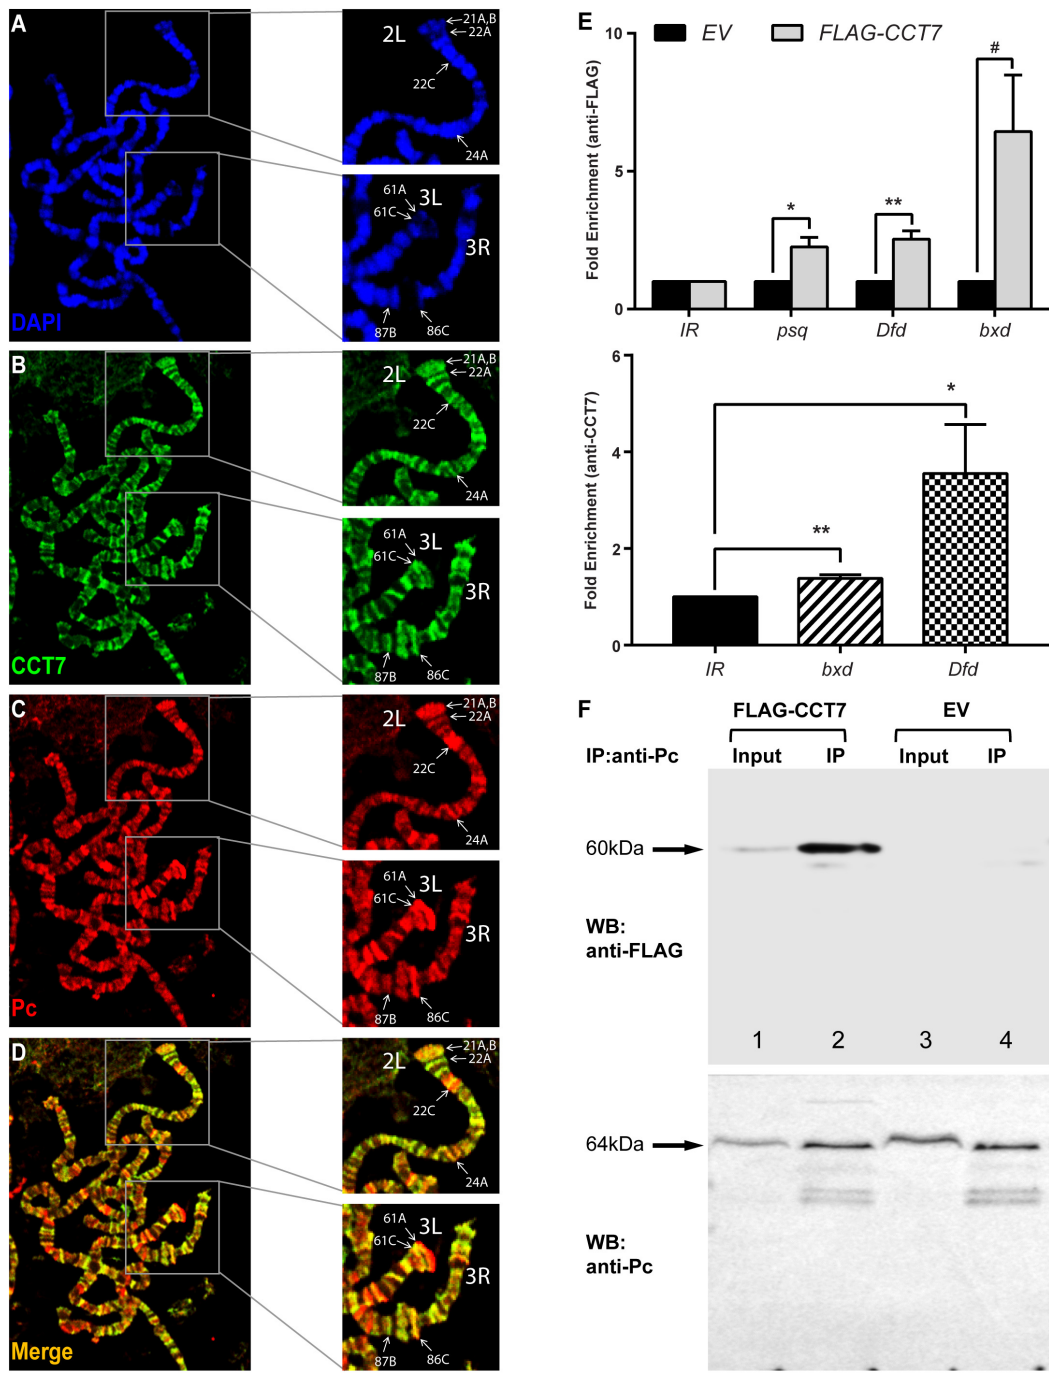 A
2L
21A,B
22A
22C
24A
61A
61C
3L
3R
87B
86C
DAPI
B
2L
21A,B
22A
22C
24A
61A
61C
3L
3R
87B
86C
CCT7
C
2L
21A,B
22A
22C
24A
61A
61C
3L
3R
87B
86C
Pc
D
2L
21A,B
22A
22C
24A
61A
61C
3L
3R
87B
86C
Merge
E
EV FLAG-CCT7
Fold Enrichment (anti-FLAG)
10
5
0
* ** #
IR psq Dfd bxd
Fold Enrichment (anti-CCT7)
6
4
2
0
** *
IR bxd Dfd
F
FLAG-CCT7 EV
IP:anti-Pc Input IP Input IP
60kDa
WB:
anti-FLAG
1 2 3 4
64kDa
WB:
anti-Pc